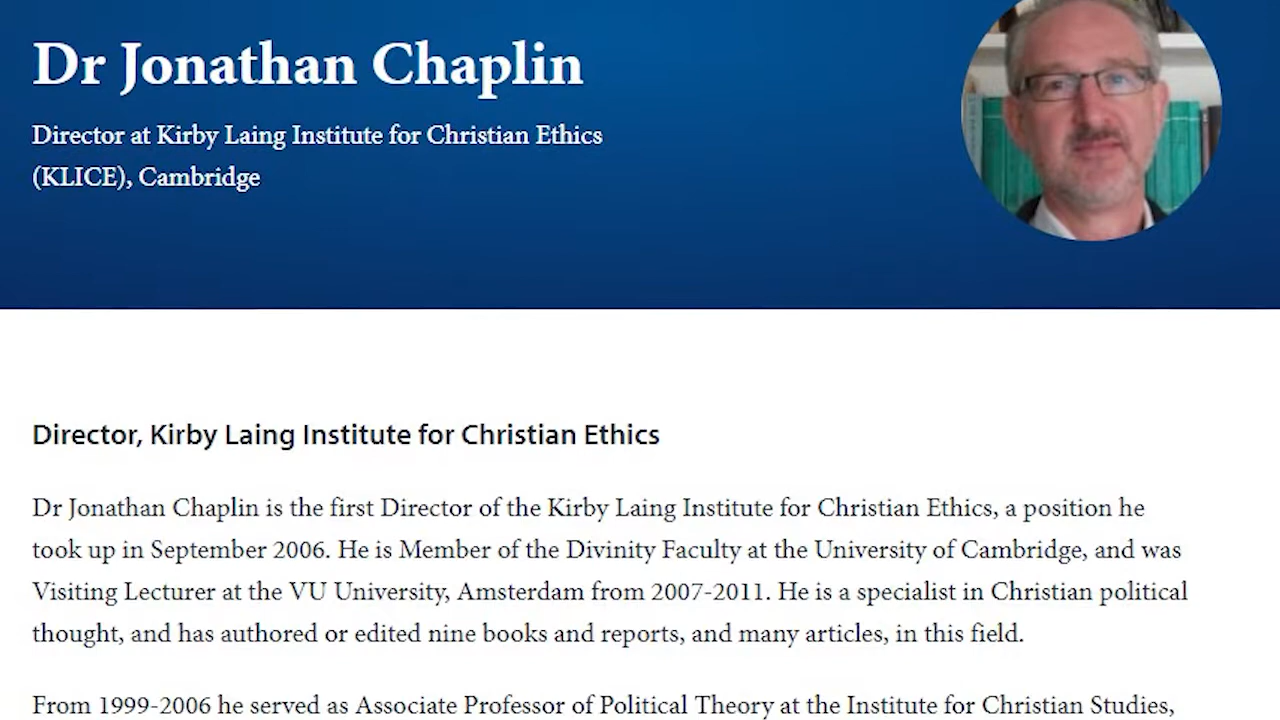 Dr Jonathan Chaplin
Director at Kirby Laing Institute for Christian Ethics
(KLICE), Cambridge
Director, Kirby Laing Institute for Christian Ethics
Dr Jonathan Chaplin is the first Director of the Kirby Laing Institute for Christian Ethics, a position he
took up in September 2006. He is Member of the Divinity Faculty at the University of Cambridge, and was
Visiting Lecturer at the VU University, Amsterdam from 2007-2011. He is a specialist in Christian political
thought, and has authored or edited nine books and reports, and many articles, in this field.
From 1999-2006 he served as Associate Professor of Political Theory at the Institute for Christian Studies,